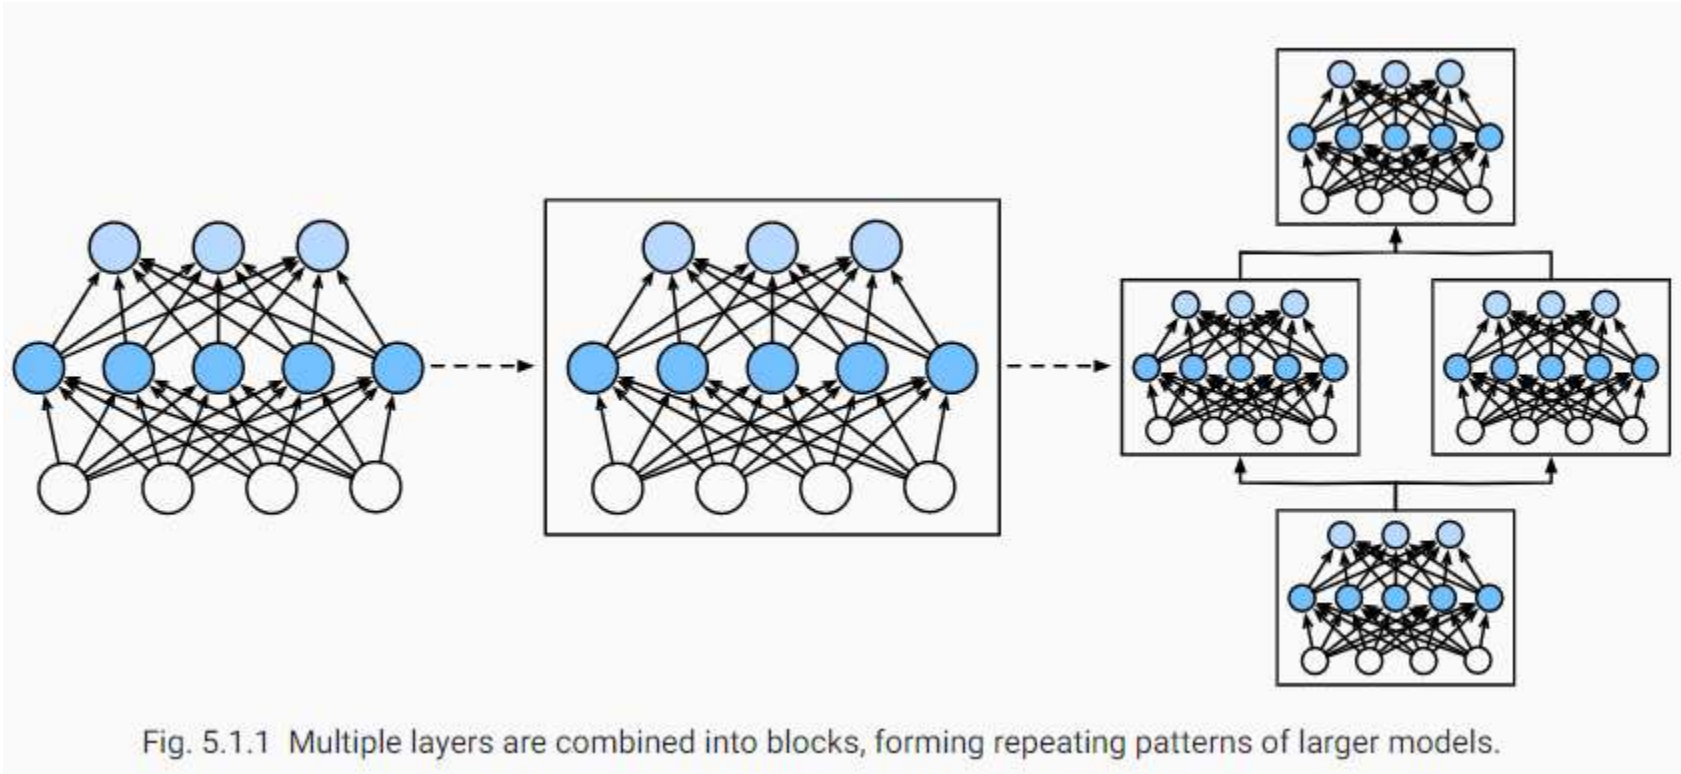 Fig. 5.1.1 Multiple layers are combined into blocks, forming repeating patterns of larger models.